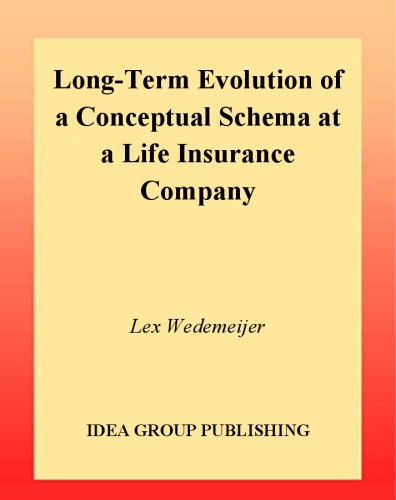 Long-Term Evolution of
a Conceptual Schema at
a Life Insurance
Company
Lex Wedemeijer
IDEA GROUP PUBLISHING